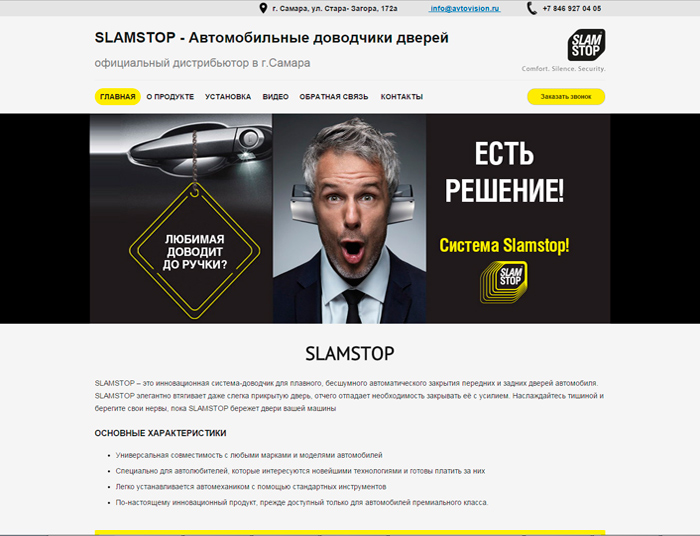 г. Самара, ул. Стара- Загора, 172а
info@avtovision.ru
+7 846 927 04 05
SLAMSTOP - Автомобильные доводчики дверей
официальный дистрибьютор в г.Самара
SLAM
STOP
Comfort. Silence. Security.
ГЛАВНАЯ О ПРОДУКТЕ УСТАНОВКА ВИДЕО ОБРАТНАЯ СВЯЗЬ КОНТАКТЫ
Заказать звонок
ЛЮБИМАЯ
ДОВОДИТ
ДО РУЧКИ?
ЕСТЬ
РЕШЕНИЕ!
Система Slamstop!
SLAM
STOP
SLAMSTOP
SLAMSTOP – это инновационная система-доводчик для плавного, бесшумного автоматического закрытия передних и задних дверей автомобиля.
SLAMSTOP элегантно втягивает даже слегка прикрытую дверь, отчего отпадает необходимость закрывать её с усилием. Наслаждайтесь тишиной и
берегите свои нервы, пока SLAMSTOP бережет двери вашей машины
ОСНОВНЫЕ ХАРАКТЕРИСТИКИ
• Универсальная совместимость с любыми марками и моделями автомобилей
• Специально для автолюбителей, которые интересуются новейшими технологиями и готовы платить за них
• Легко устанавливается автомехаником с помощью стандартных инструментов
• По-настоящему инновационный продукт, прежде доступный только для автомобилей премиального класса.